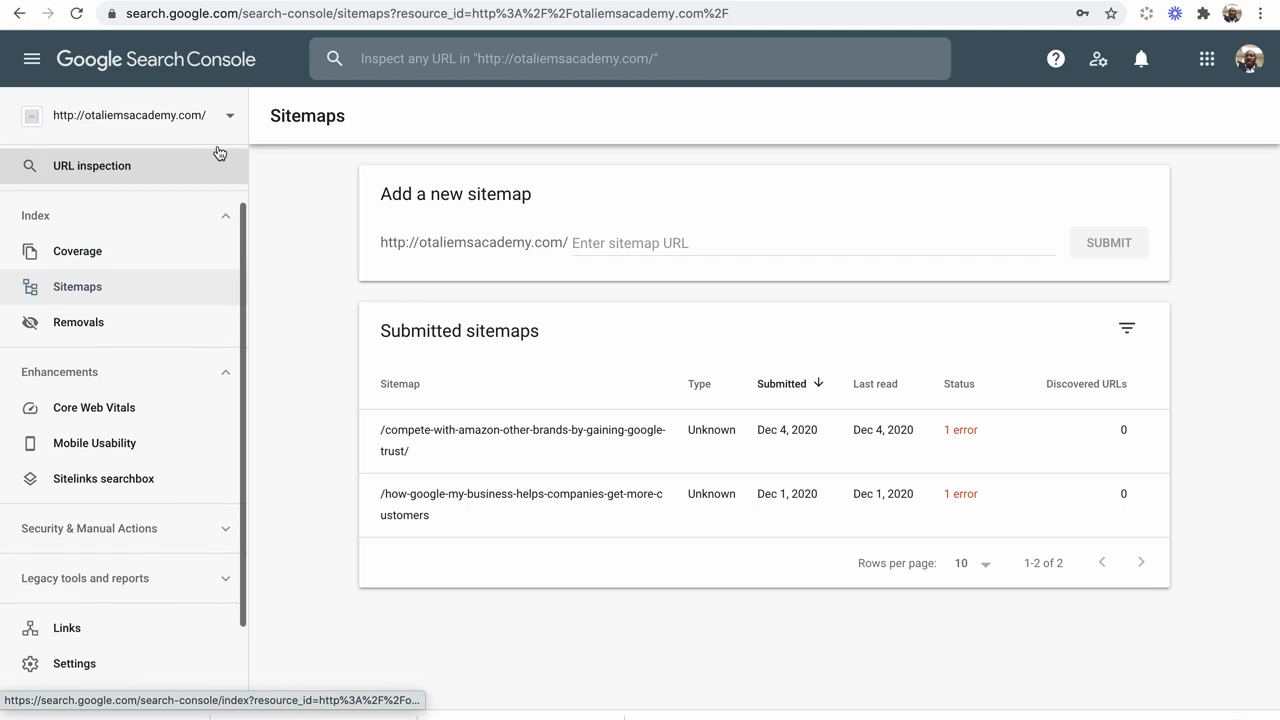 search.google.com/search-console/sitemaps?resource_id=http%3A%2F%2Fotaliemsacademy.com%2F
Google Search Console
Inspect any URL in "http://otaliemsacademy.com/"
http://otaliemsacademy.com/
Sitemaps
URL inspection
Index
Coverage
Sitemaps
Removals
Enhancements
Core Web Vitals
Mobile Usability
Sitelinks searchbox
Security & Manual Actions
Legacy tools and reports
Links
Settings
https://search.google.com/search-console/index?resource_id=http%3A%2F%2Fo...
Add a new sitemap
http://otaliemsacademy.com/ Enter sitemap URL
SUBMIT
Submitted sitemaps
Sitemap Type Submitted Last read Status Discovered URLs
/compete-with-amazon-other-brands-by-gaining-google- Unknown Dec 4, 2020 Dec 4, 2020 1 error 0
trust/
/how-google-my-business-helps-companies-get-more-c Unknown Dec 1, 2020 Dec 1, 2020 1 error 0
ustomers
Rows per page: 10 1-2 of 2